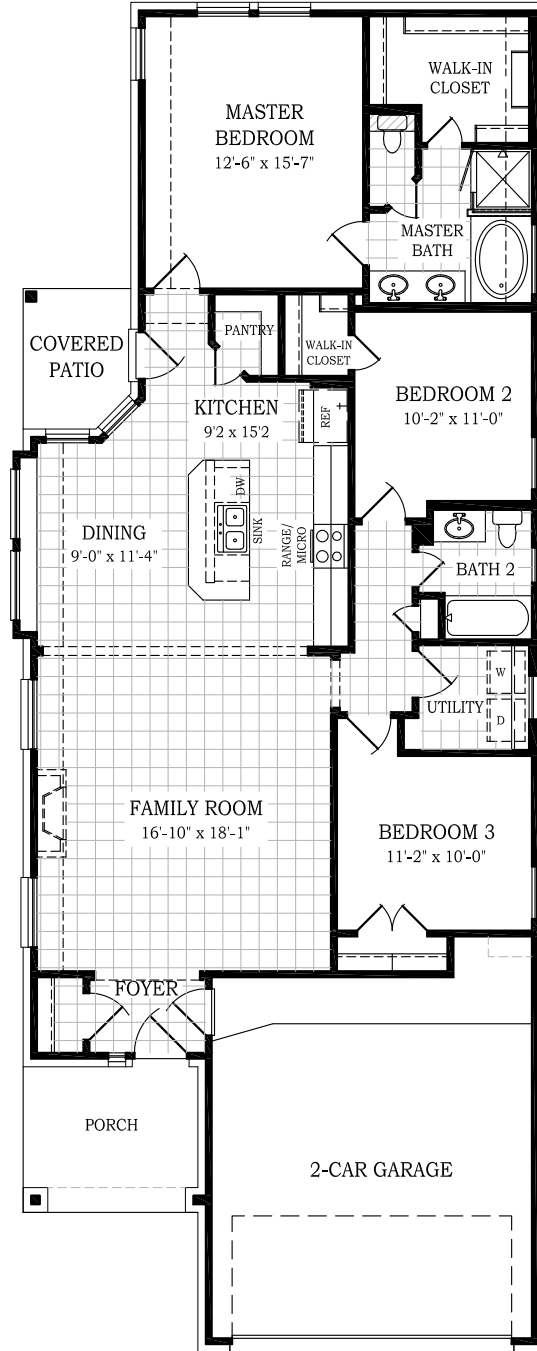 WALK-IN
CLOSET
MASTER
BEDROOM
12'-6" x 15'-7"
MASTER
BATH
PANTRY
WALK-IN
CLOSET
COVERED
PATIO
BEDROOM 2
10'-2" x 11'-0"
KITCHEN
9'2 x 15'2
REF
DW
SINK
RANGE/
MICRO
DINING
9'-0" x 11'-4"
BATH 2
W
UTILITY
D
FAMILY ROOM
16'-10" x 18'-1"
BEDROOM 3
11'-2" x 10'-0"
FOYER
PORCH
2-CAR GARAGE